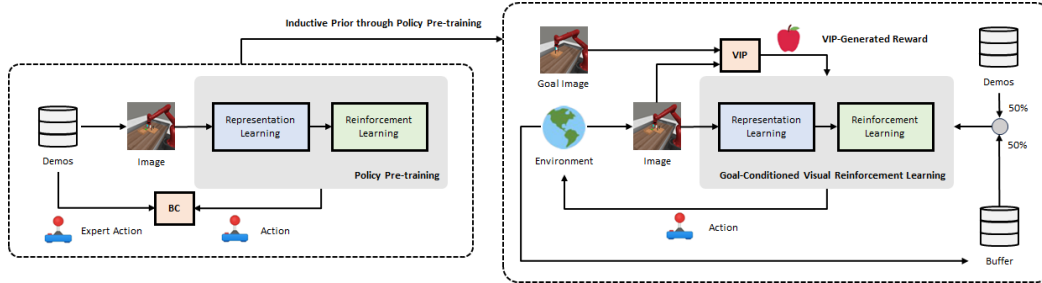 Inductive Prior through Policy Pre-training
Demos
Image
Representation
Learning
Reinforcement
Learning
Policy Pre-training
BC
Expert Action
Action
Goal Image
VIP
VIP-Generated Reward
Demos
50%
50%
Environment
Image
Representation
Learning
Reinforcement
Learning
Goal-Conditioned Visual Reinforcement Learning
Action
Buffer